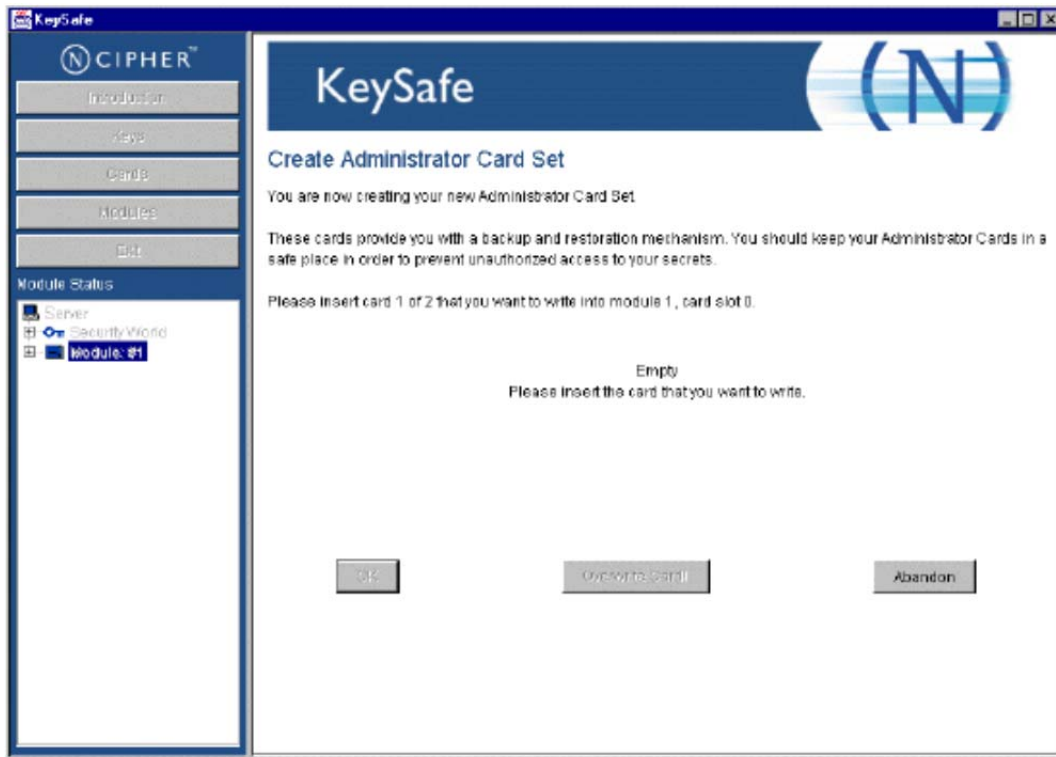 KeySafe
N CIPHER™
Introduction
Keys
Cards
Modules
Exit
Module Status
Server
Security World
Module: #1
KeySafe
(N)
Create Administrator Card Set
You are now creating your new Administrator Card Set
These cards provide you with a backup and restoration mechanism. You should keep your Administrator Cards in a
safe place in order to prevent unauthorized access to your secrets.
Please insert card 1 of 2 that you want to write into module 1, card slot 0.
Empty
Please insert the card that you want to write.
OK
Overwrite Card!
Abandon